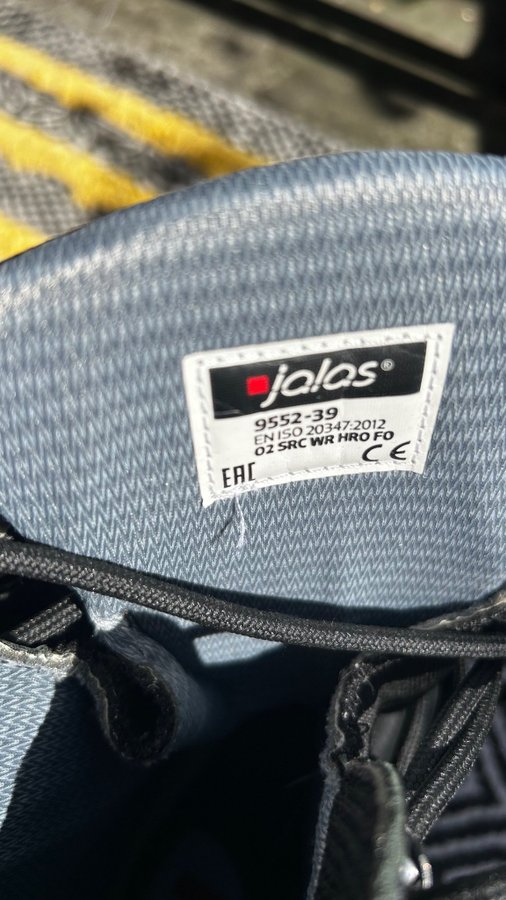 jalas®
9552-39
EN ISO 20347:2012
O2 SRC WR HRO FO
CE
EAC